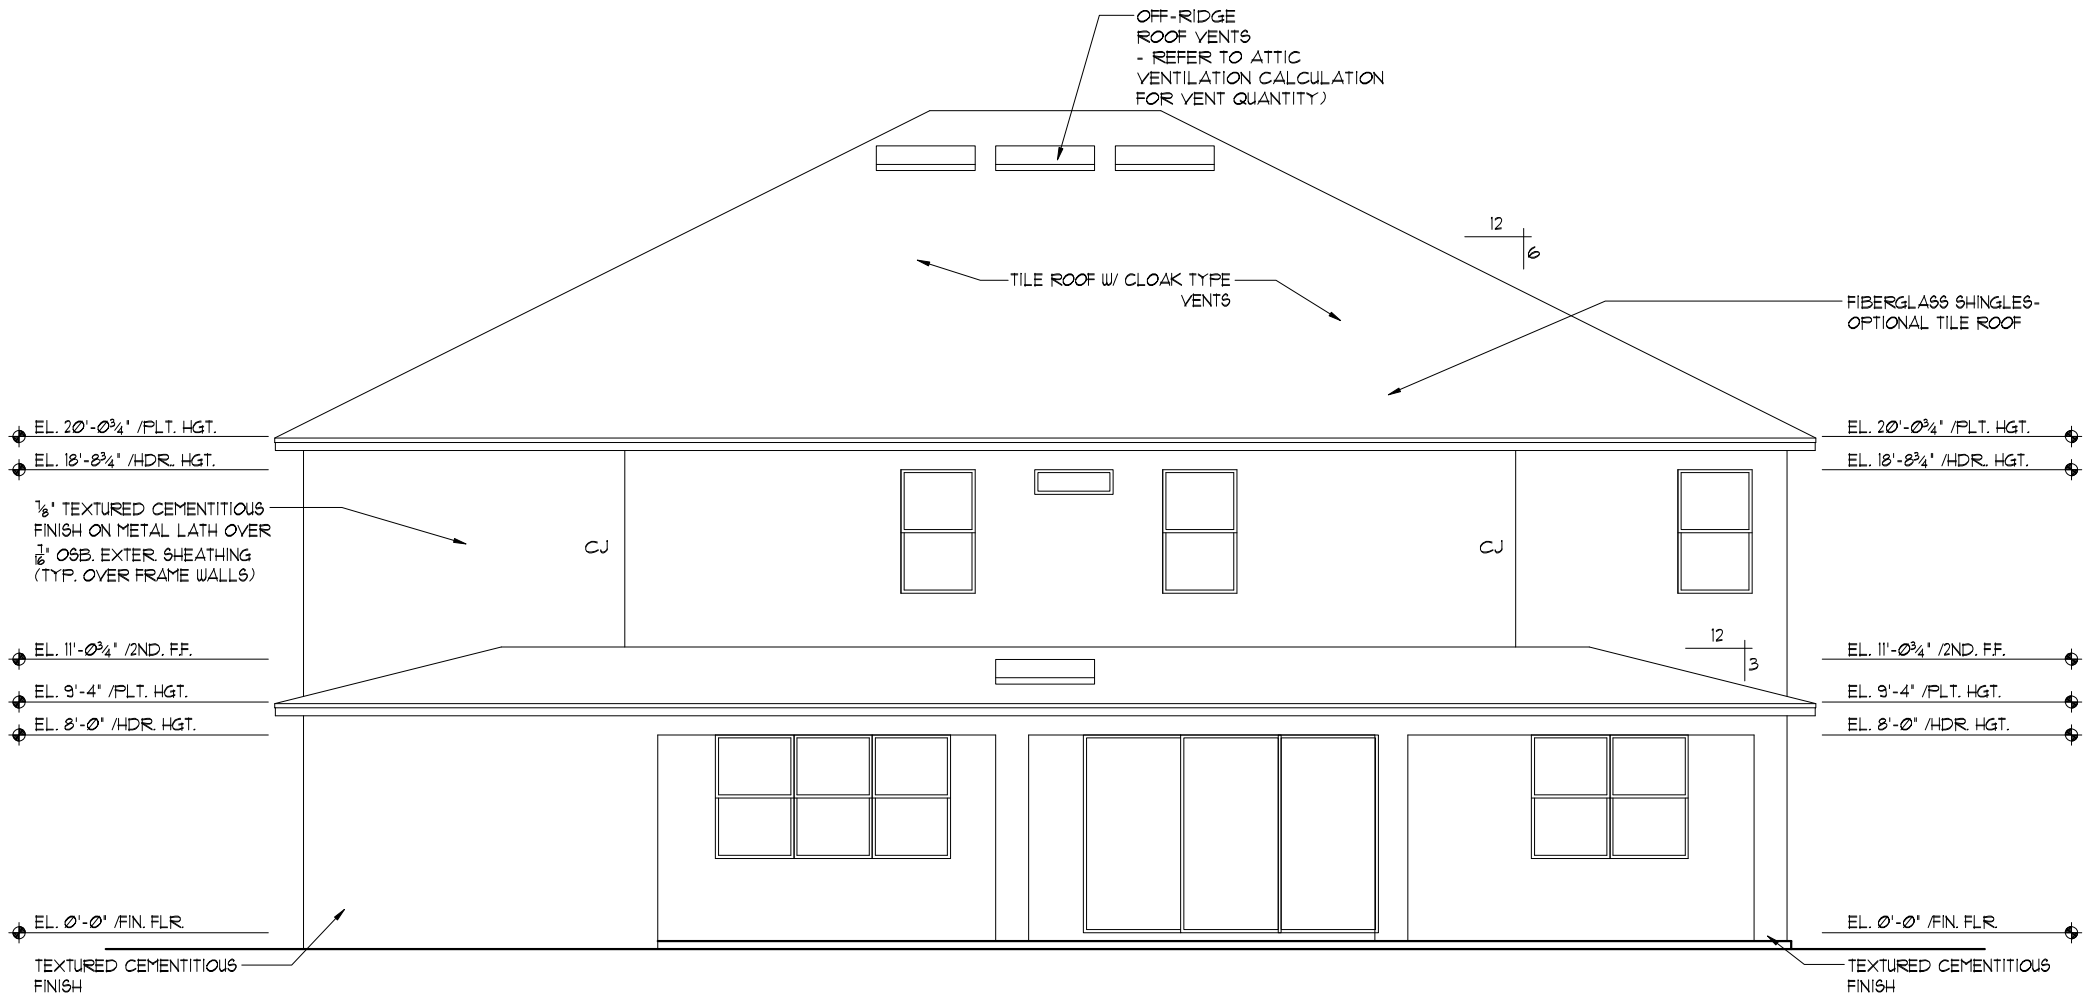 OFF-RIDGE
ROOF VENTS
- REFER TO ATTIC
VENTILATION CALCULATION
FOR VENT QUANTITY)
12
6
TILE ROOF W/ CLOAK TYPE
VENTS
FIBERGLASS SHINGLES-
OPTIONAL TILE ROOF
EL. 20'-0¾" /PLT. HGT.
EL. 20'-0¾" /PLT. HGT.
EL. 18'-8¾" /HDR. HGT.
EL. 18'-8¾" /HDR. HGT.
⅞" TEXTURED CEMENTITIOUS
FINISH ON METAL LATH OVER
7/16" OSB. EXTER. SHEATHING
(TYP. OVER FRAME WALLS)
CJ
CJ
12
3
EL. 11'-0¾" /2ND. F.F.
EL. 11'-0¾" /2ND. F.F.
EL. 9'-4" /PLT. HGT.
EL. 9'-4" /PLT. HGT.
EL. 8'-0" /HDR. HGT.
EL. 8'-0" /HDR. HGT.
EL. 0'-0" /FIN. FLR.
EL. 0'-0" /FIN. FLR.
TEXTURED CEMENTITIOUS
FINISH
TEXTURED CEMENTITIOUS
FINISH